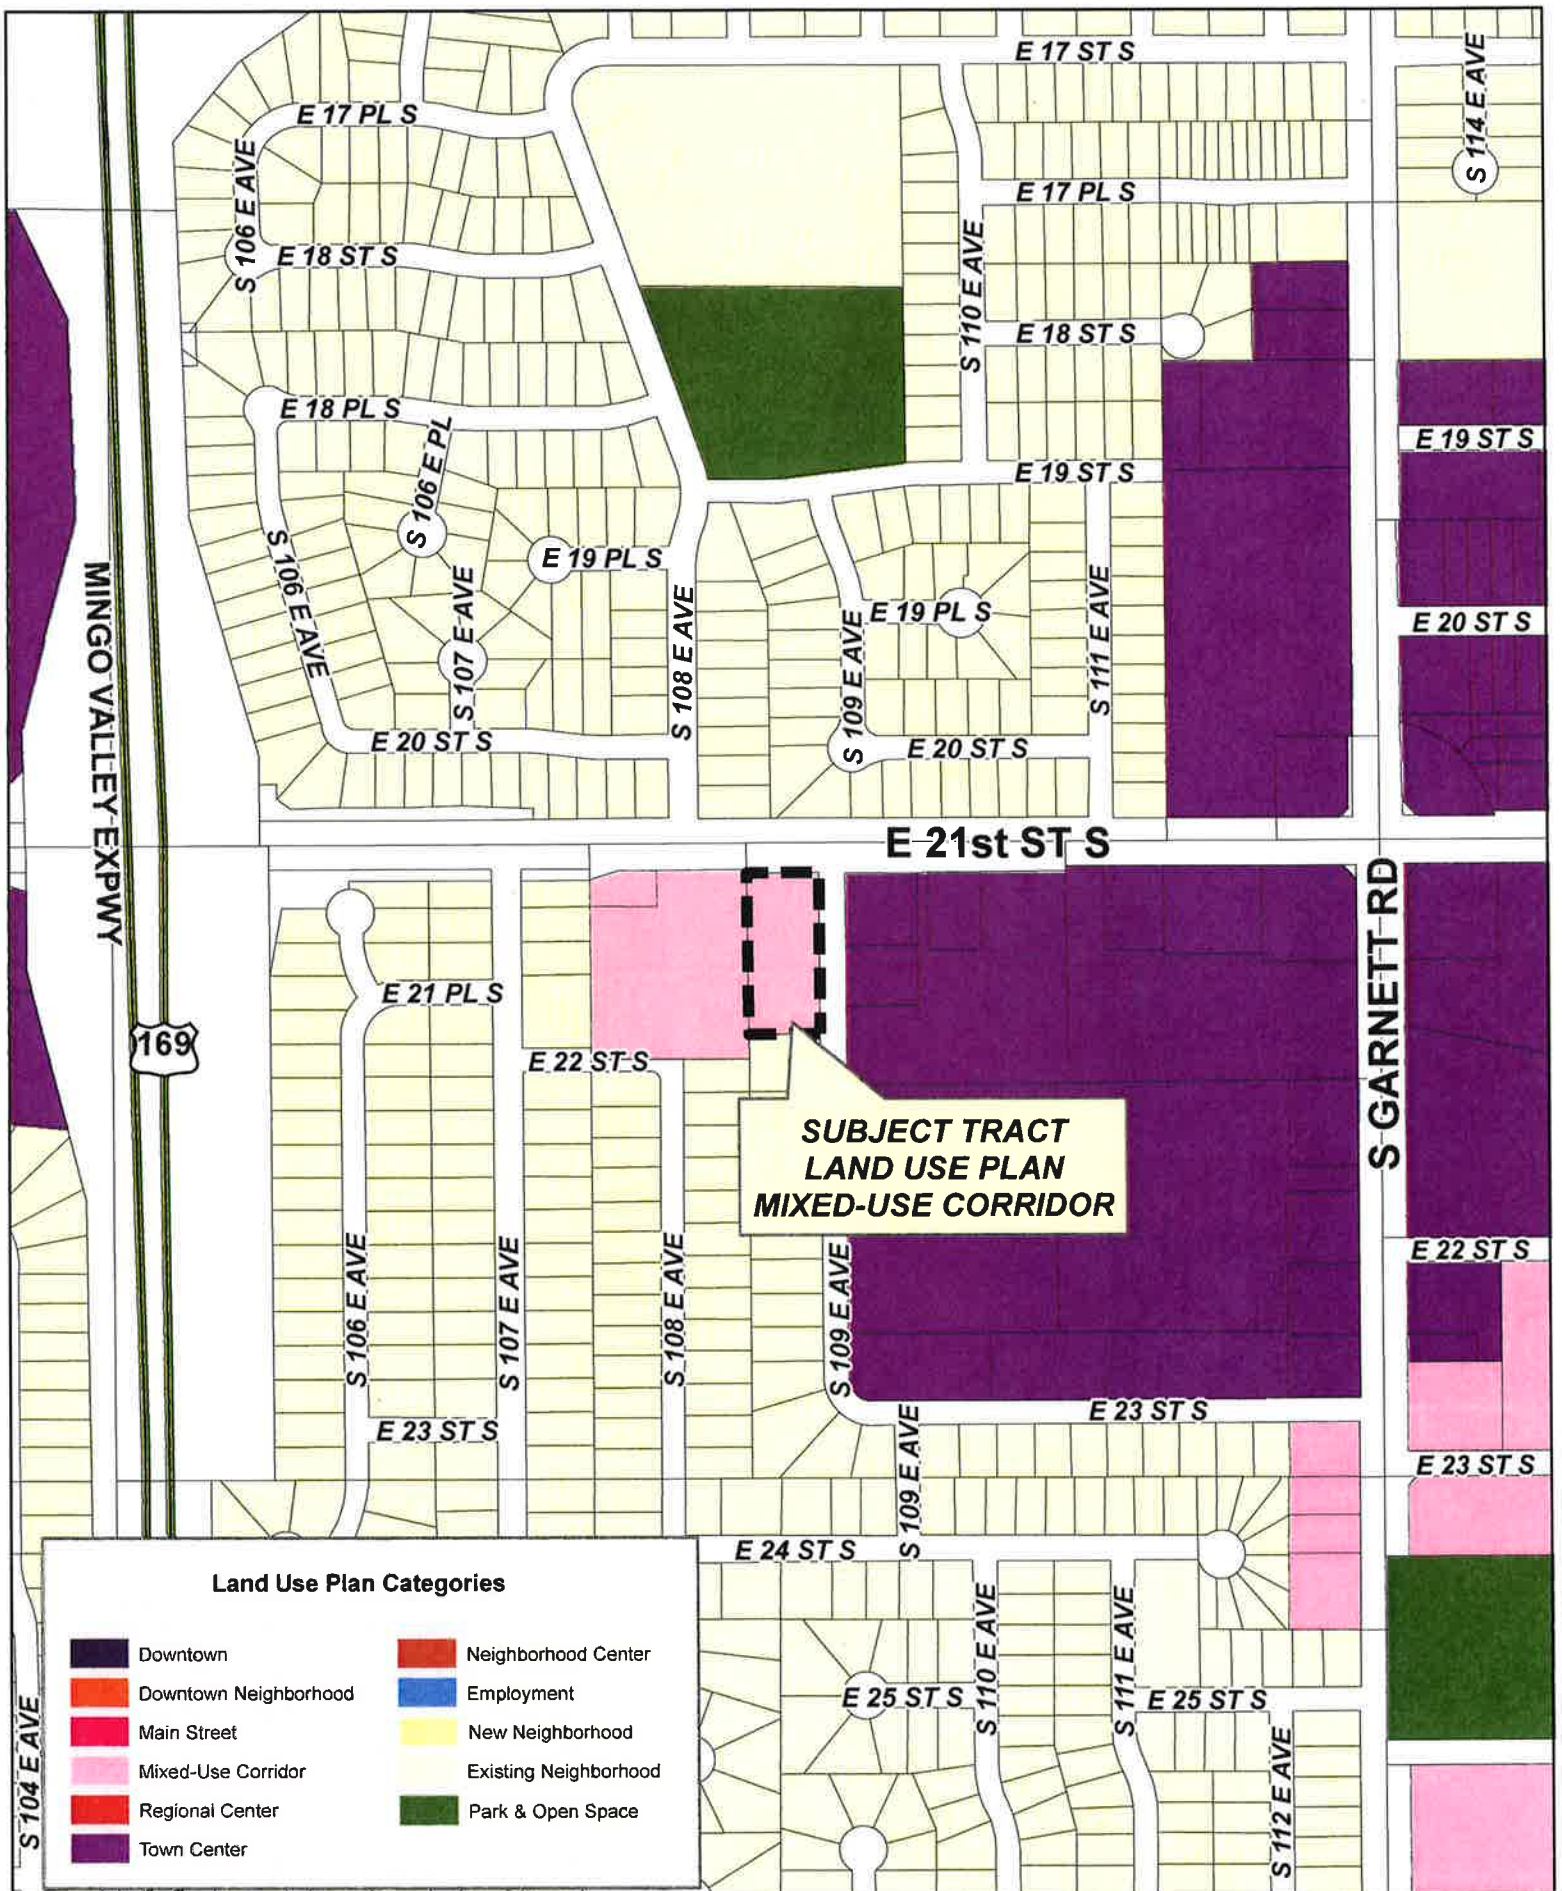 E 17 ST S
S 114 E AVE
E 17 PL S
S 106 E AVE
E 17 PL S
E 18 ST S
S 110 E AVE
E 18 ST S
E 18 PL S
S 106 E PL
E 19 ST S
E 19 ST S
S 106 E AVE
E 19 PL S
S 107 E AVE
S 108 E AVE
S 109 E AVE
E 19 PL S
S 111 E AVE
E 20 ST S
MINGO VALLEY EXPWY
E 20 ST S
E 20 ST S
E 21st ST S
S GARNETT RD
E 21 PL S
169
E 22 ST S
SUBJECT TRACT
LAND USE PLAN
MIXED-USE CORRIDOR
S 106 E AVE
S 107 E AVE
S 108 E AVE
S 109 E AVE
E 22 ST S
E 23 ST S
E 23 ST S
S 109 E AVE
E 23 ST S
E 24 ST S
S 110 E AVE
S 111 E AVE
E 25 ST S
E 25 ST S
S 112 E AVE
S 104 E AVE
Land Use Plan Categories
Downtown
Downtown Neighborhood
Main Street
Mixed-Use Corridor
Regional Center
Town Center
Neighborhood Center
Employment
New Neighborhood
Existing Neighborhood
Park & Open Space